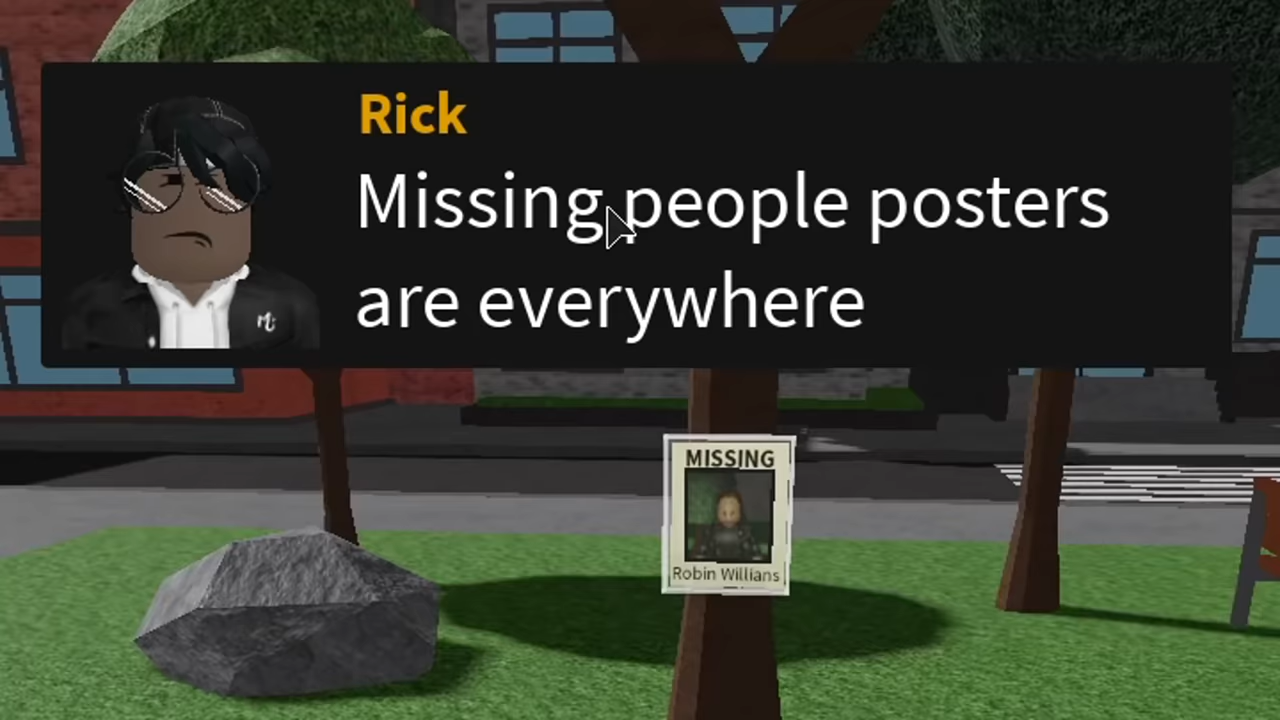 Rick
Missing people posters
are everywhere
MISSING
Robin Willians